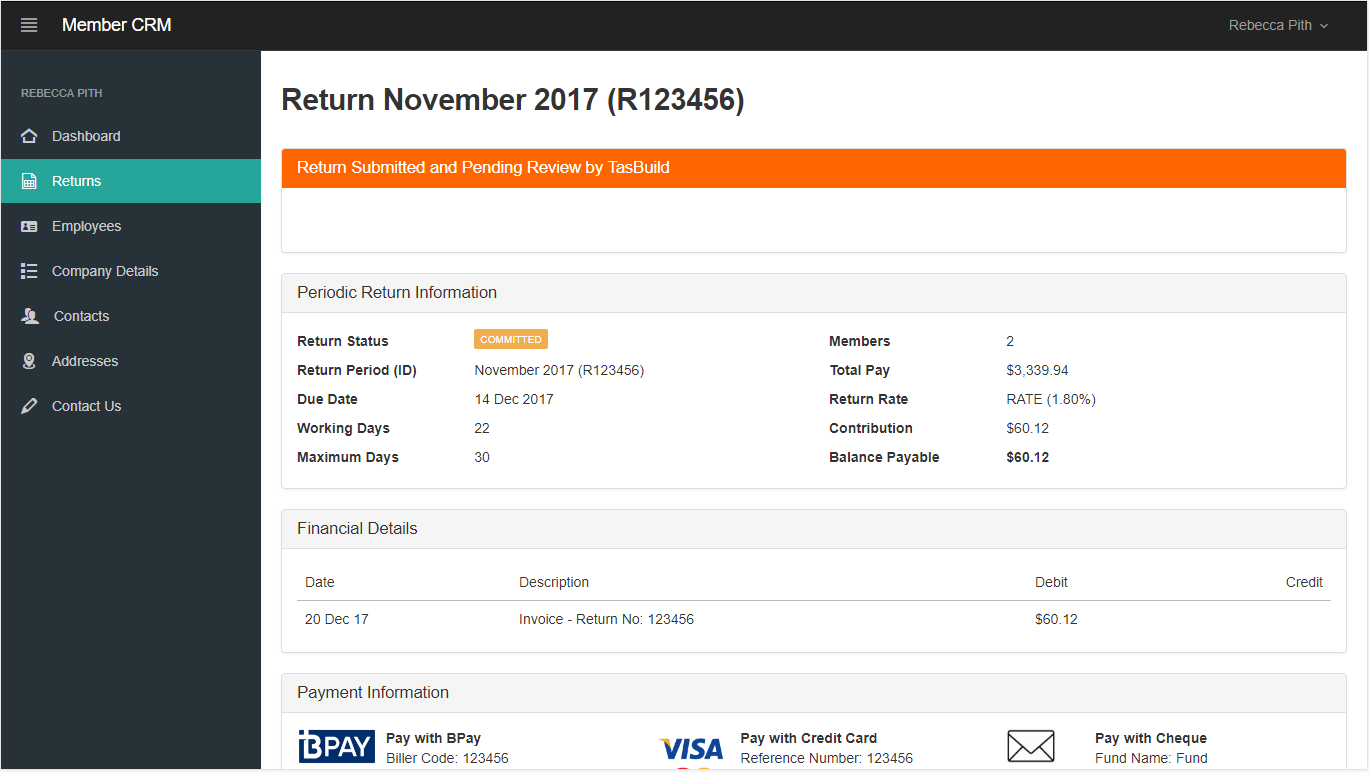 Member CRM
Rebecca Pith
REBECCA PITH
Dashboard
Returns
Employees
Company Details
Contacts
Addresses
Contact Us
Return November 2017 (R123456)
Return Submitted and Pending Review by TasBuild
Periodic Return Information
Return Status COMMITTED Members 2
Return Period (ID) November 2017 (R123456) Total Pay $3,339.94
Due Date 14 Dec 2017 Return Rate RATE (1.80%)
Working Days 22 Contribution $60.12
Maximum Days 30 Balance Payable $60.12
Financial Details
Date Description Debit Credit
20 Dec 17 Invoice - Return No: 123456 $60.12
Payment Information
BPAY Pay with BPay VISA Pay with Credit Card Pay with Cheque
Biller Code: 123456 Reference Number: 123456 Fund Name: Fund